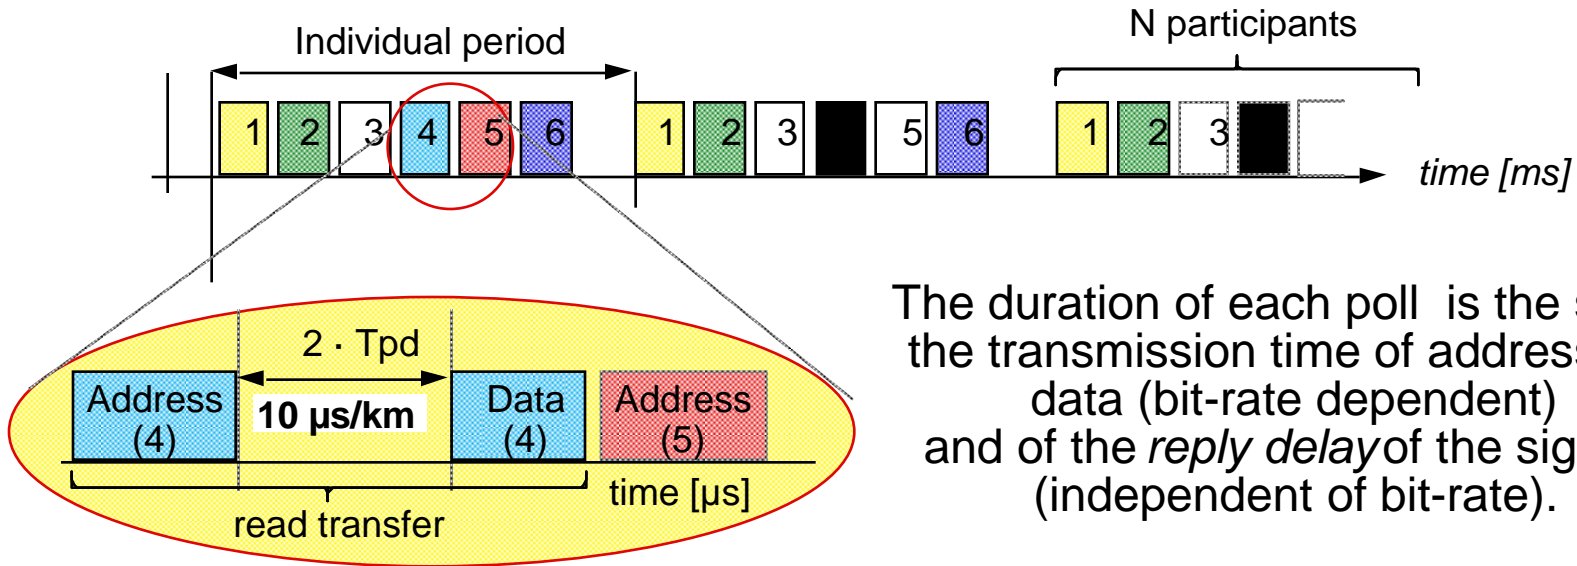 Individual period
N participants
1 2 3 4 5 6 1 2 3 5 6 1 2 3
time [ms]
2 · Tpd
10 µs/km
Address (4)
Data (4)
Address (5)
time [µs]
read transfer
The duration of each poll is the
the transmission time of address
data (bit-rate dependent)
and of the reply delay of the
(independent of bit-rate).